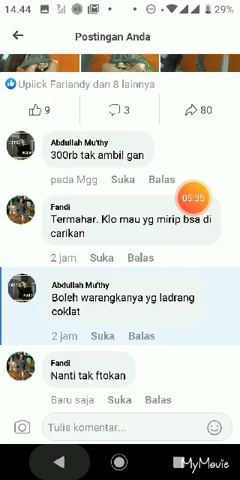 14.44
29%
Postingan Anda
Upiick Fariandy dan 8 lainnya
9
3
80
Abdullah Mu'thy
300rb tak ambil gan
pada Mgg Suka Balas
05:35
Fandi
Termahar. Klo mau yg mirip bsa di
carikan
2 jam Suka Balas
Abdullah Mu'thy
Boleh warangkanya yg ladrang
coklat
2 jam Suka Balas
Fandi
Nanti tak ftokan
Baru saja Suka Balas
Tulis komentar...
MyMovie